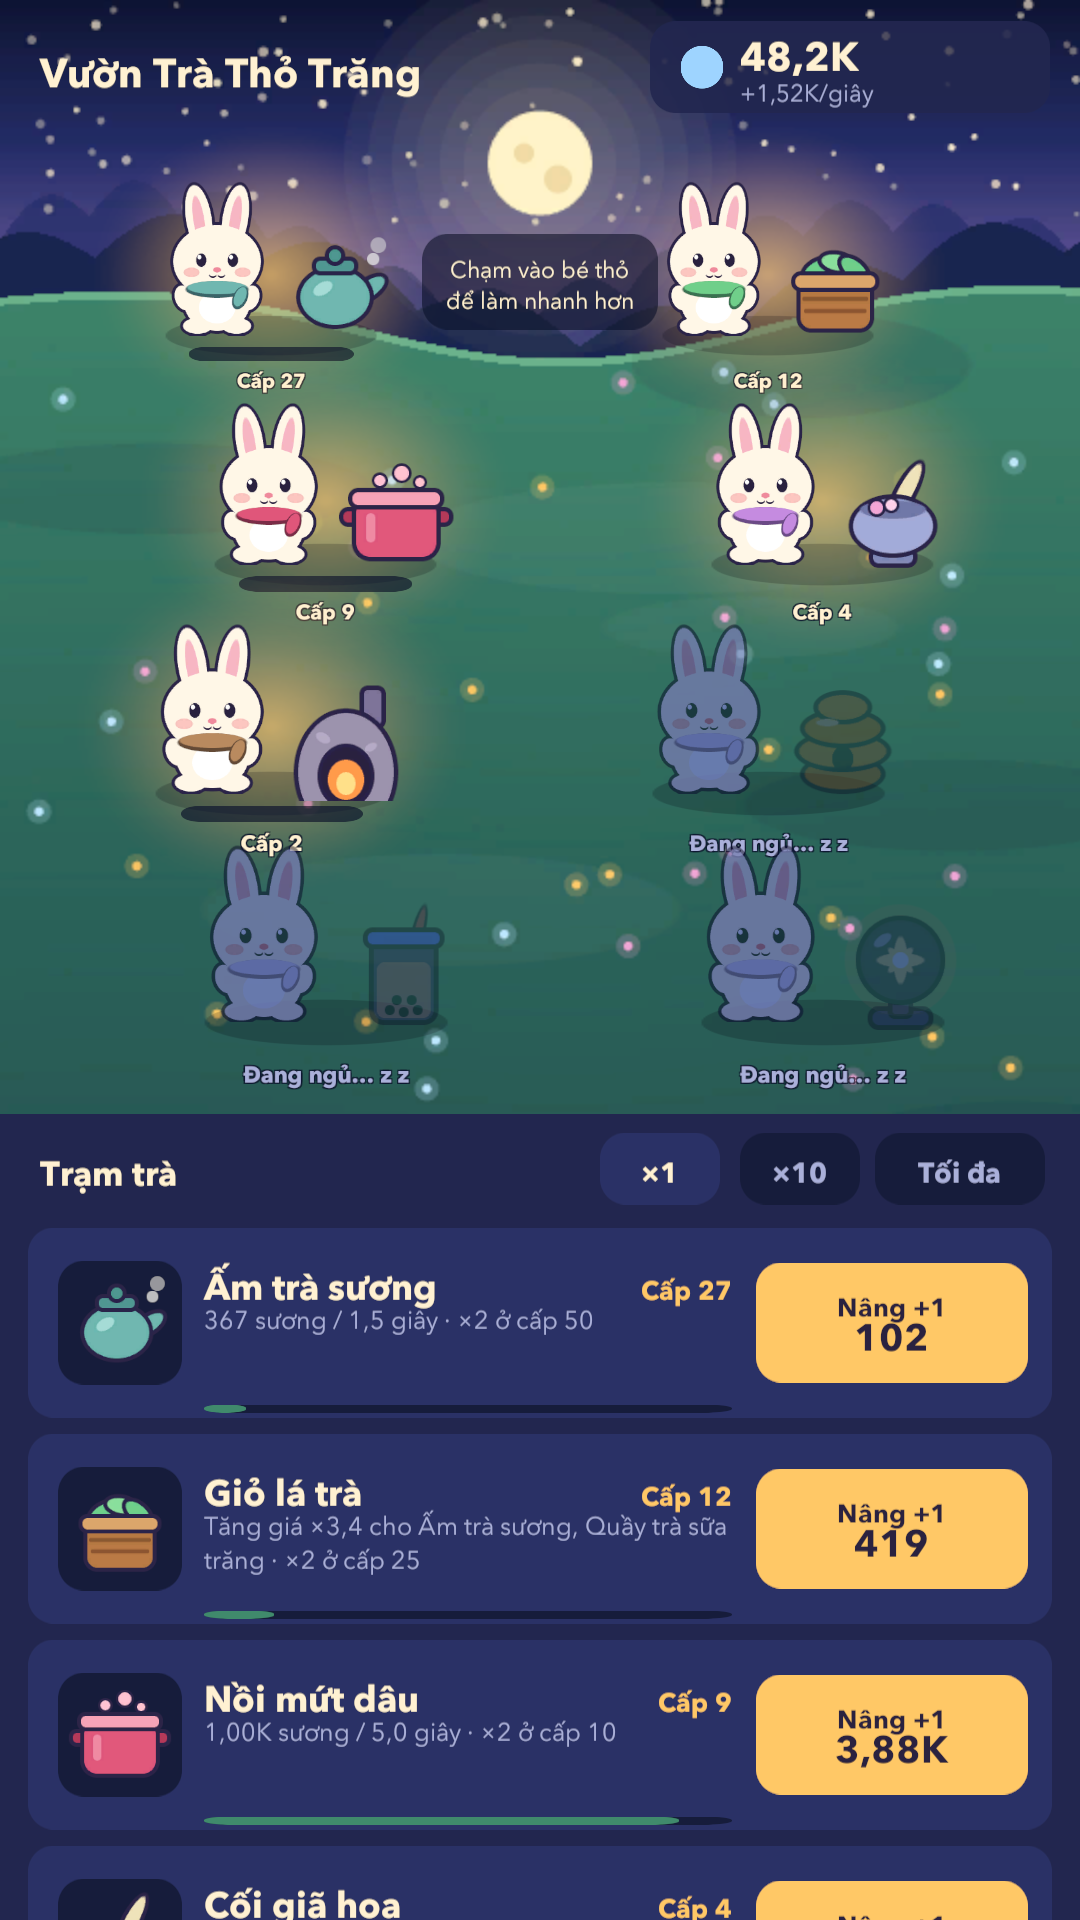 Vườn Trà Thỏ Trăng
48,2K
+1,52K/giây
Chạm vào bé thỏ
để làm nhanh hơn
Cấp 27
Cấp 12
Cấp 9
Cấp 4
Cấp 2
Đang ngủ... z z
Đang ngủ... z z
Đang ngủ... z z
Trạm trà
×1
×10
Tối đa
Ấm trà sương
Cấp 27
367 sương / 1,5 giây · ×2 ở cấp 50
Nâng +1
102
Giỏ lá trà
Cấp 12
Tăng giá ×3,4 cho Ấm trà sương, Quầy trà sữa
trăng · ×2 ở cấp 25
Nâng +1
419
Nồi mứt dâu
Cấp 9
1,00K sương / 5,0 giây · ×2 ở cấp 10
Nâng +1
3,88K
Cối giã hoa
Cấp 4
Nâng +1